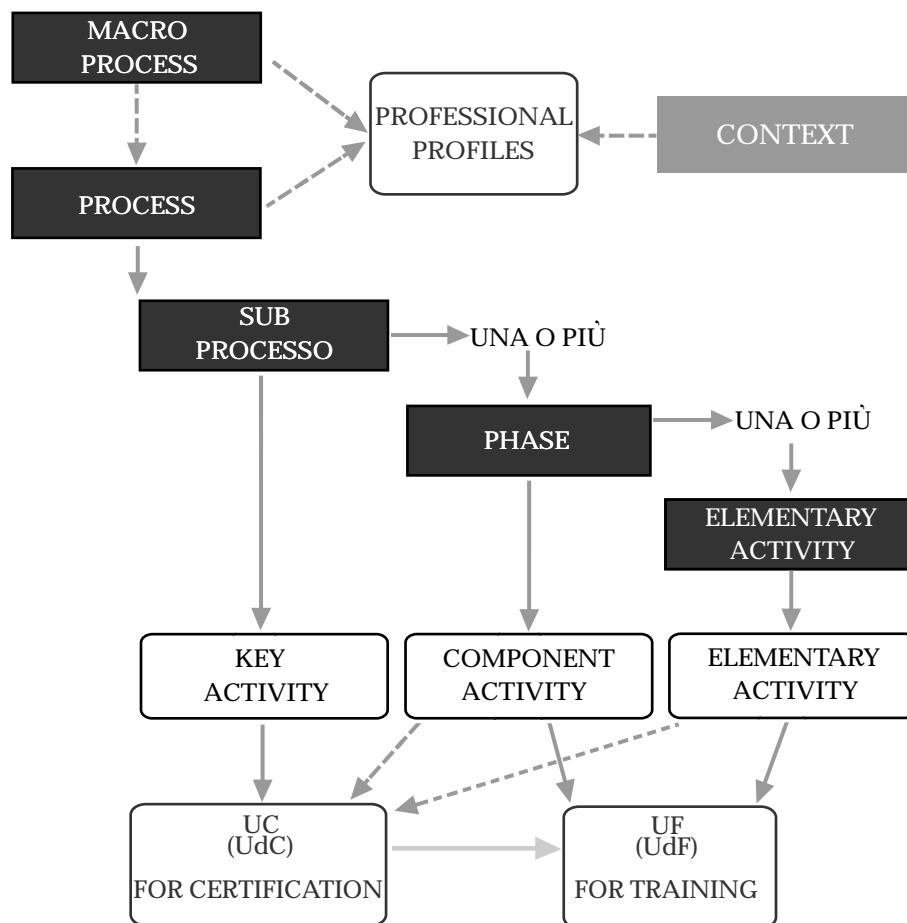 MACRO
PROCESS
PROFESSIONAL
PROFILES
CONTEXT
PROCESS
SUB
PROCESSO
UNA O PIÙ
PHASE
UNA O PIÙ
ELEMENTARY
ACTIVITY
KEY
ACTIVITY
COMPONENT
ACTIVITY
ELEMENTARY
ACTIVITY
UC
(UdC)
FOR CERTIFICATION
UF
(UdF)
FOR TRAINING